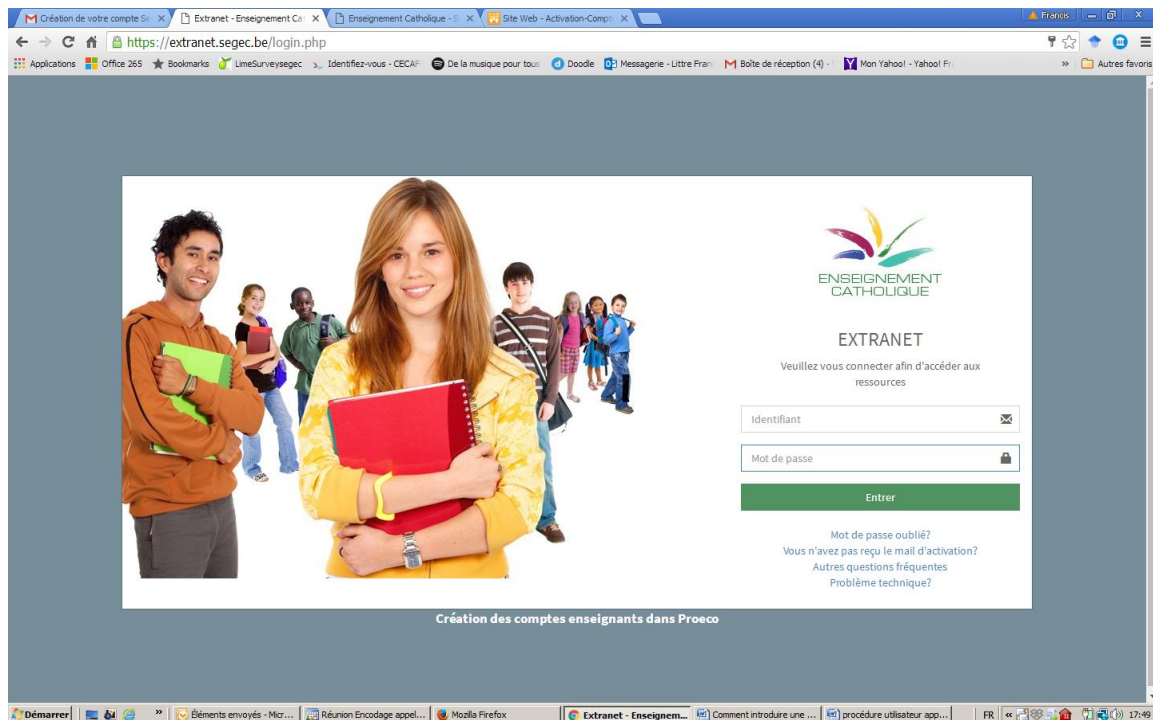 Création de votre compte Se
Extranet - Enseignement Cat
Enseignement Catholique - S
Site Web - Activation-Compt
Francis
https://extranet.segec.be/login.php
Applications
Office 265
Bookmarks
LimeSurveysegec
Identifiez-vous - CECAF
De la musique pour tous
Doodle
Messagerie - Littre Fran
Boîte de réception (4) -
Mon Yahoo! - Yahoo! Fr
»
Autres favoris
ENSEIGNEMENT
CATHOLIQUE
EXTRANET
Veuillez vous connecter afin d'accéder aux
ressources
Identifiant
Mot de passe
Entrer
Mot de passe oublié?
Vous n'avez pas reçu le mail d'activation?
Autres questions fréquentes
Problème technique?
Création des comptes enseignants dans Proeco
Démarrer
»
Éléments envoyés - Micr...
Réunion Encodage appel...
Mozilla Firefox
Extranet - Enseignem...
Comment introduire une ...
procédure utilisateur app...
FR
«
17:49